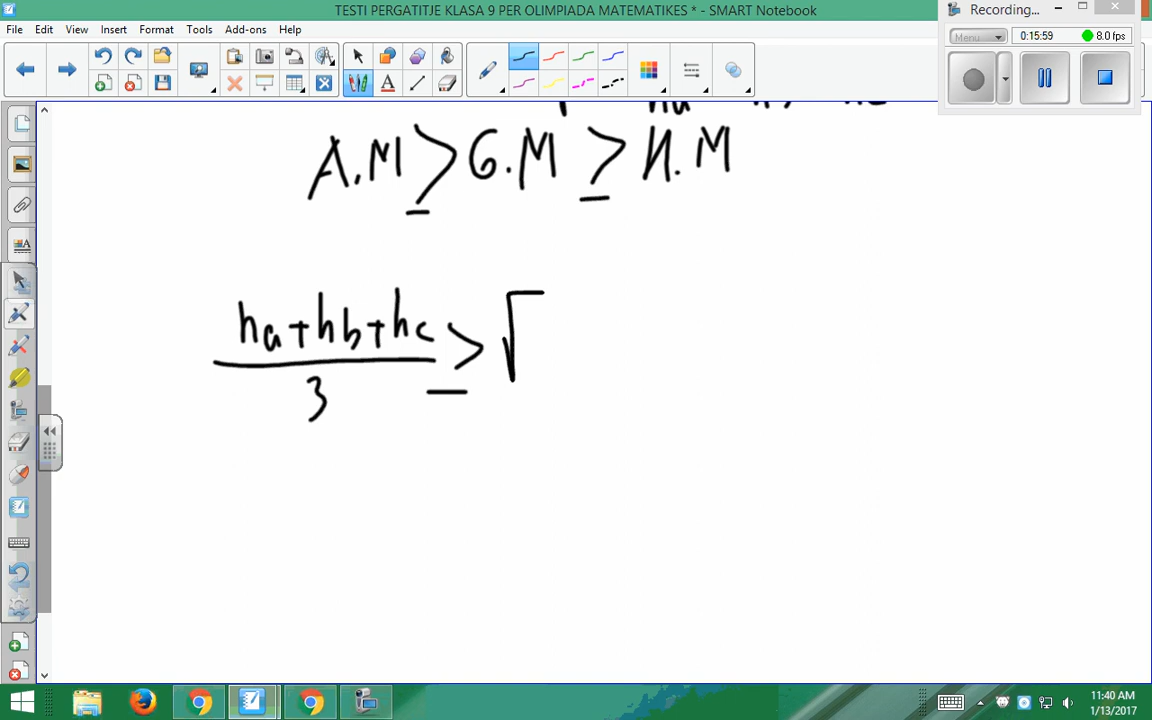 TESTI PERGATITJE KLASA 9 PER OLIMPIADA MATEMATIKES * - SMART Notebook
Recording...
File Edit View Insert Format Tools Add-ons Help
Menu
0:15:59
8.0 fps
A.M ≥ G.M ≥ H.M
ha+hb+hc ≥ √
3
11:40 AM
1/13/2017